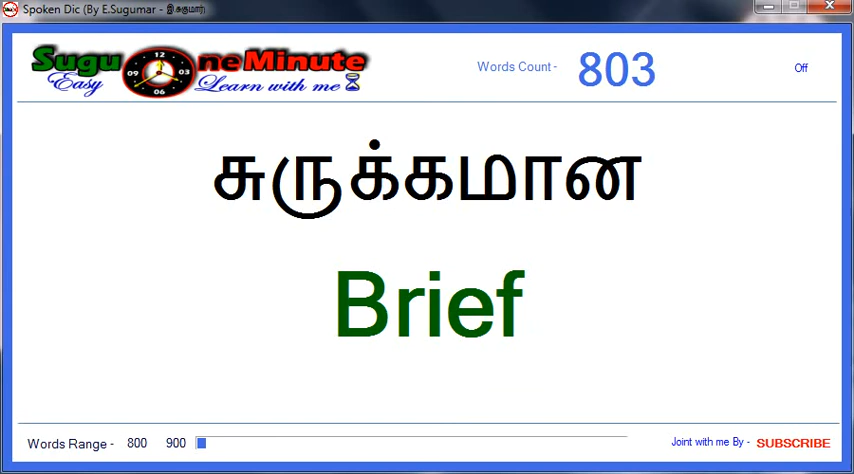 Spoken Dic (By E.Sugumar - இ.சுகுமார்)
Sugu One Minute
Easy Learn with me
12
09 03
06
Words Count - 803
Off
சுருக்கமான
Brief
Words Range - 800 900
Joint with me By - SUBSCRIBE